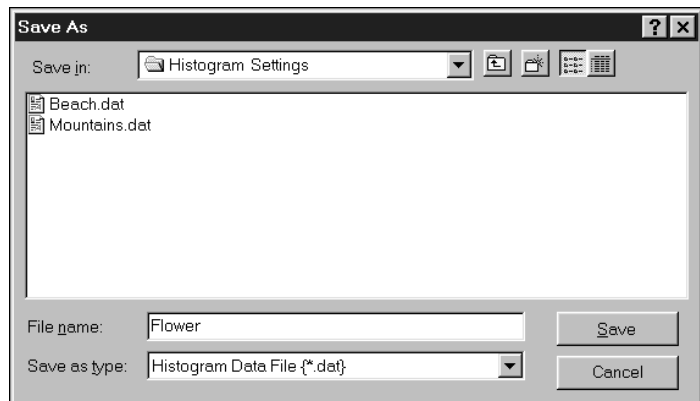 Save As
Save in: Histogram Settings
Beach.dat
Mountains.dat
File name: Flower Save
Save as type: Histogram Data File {*.dat} Cancel